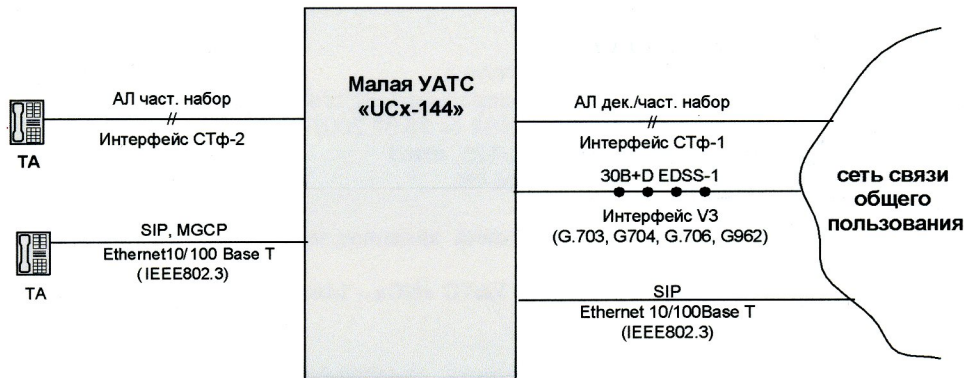 Малая УАТС
«UCx-144»
АЛ част. набор
Интерфейс СТф-2
ТА
SIP, MGCP
Ethernet10/ 100 Base T
(IEEE802.3)
ТА
АЛ дек./част. набор
Интерфейс СТф-1
30B+D EDSS-1
Интерфейс V3
(G.703, G704, G.706, G962)
SIP
Ethernet 10/100Base T
(IEEE802.3)
сеть связи
общего
пользования